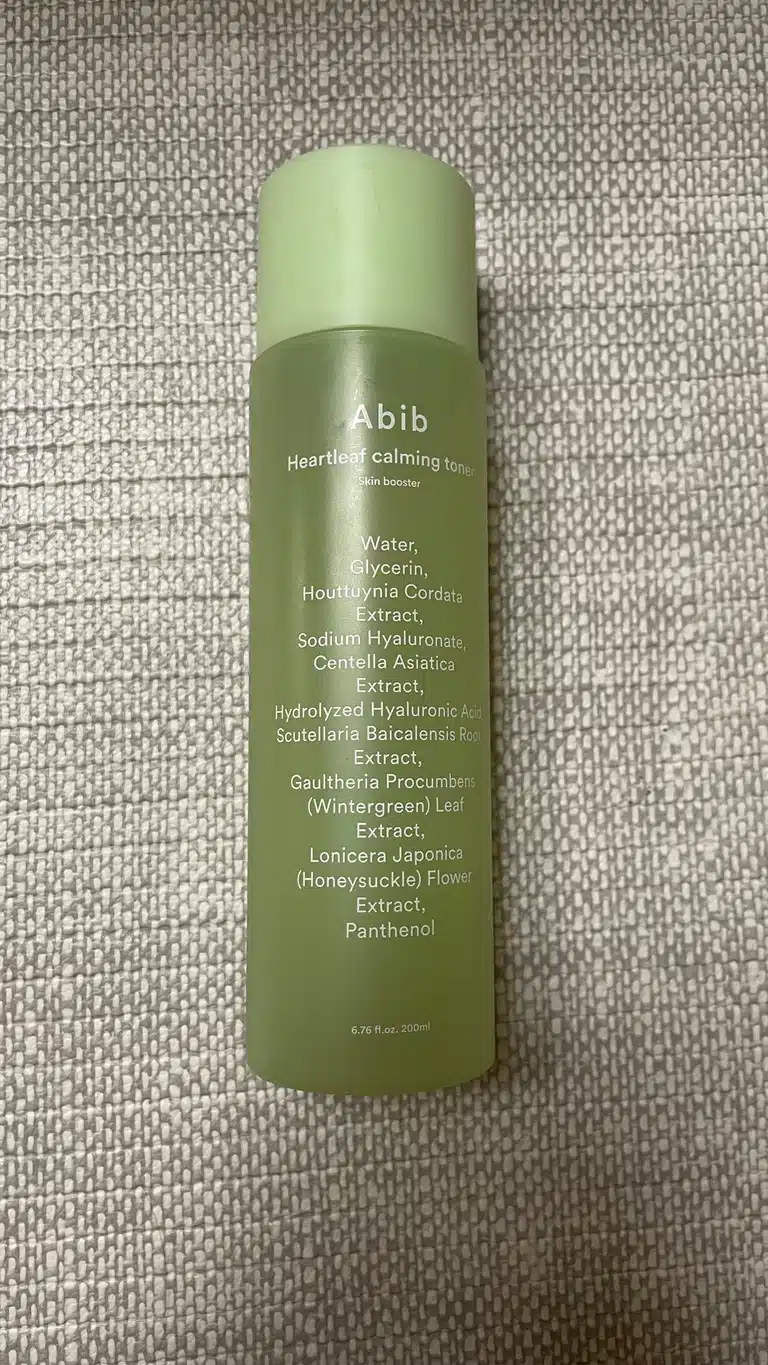 Abib
Heartleaf calming toner
Skin booster
Water,
Glycerin,
Houttuynia Cordata
Extract,
Sodium Hyaluronate,
Centella Asiatica
Extract,
Hydrolyzed Hyaluronic Acid,
Scutellaria Baicalensis Root
Extract,
Gaultheria Procumbens
(Wintergreen) Leaf
Extract,
Lonicera Japonica
(Honeysuckle) Flower
Extract,
Panthenol
6.76 fl.oz. 200ml